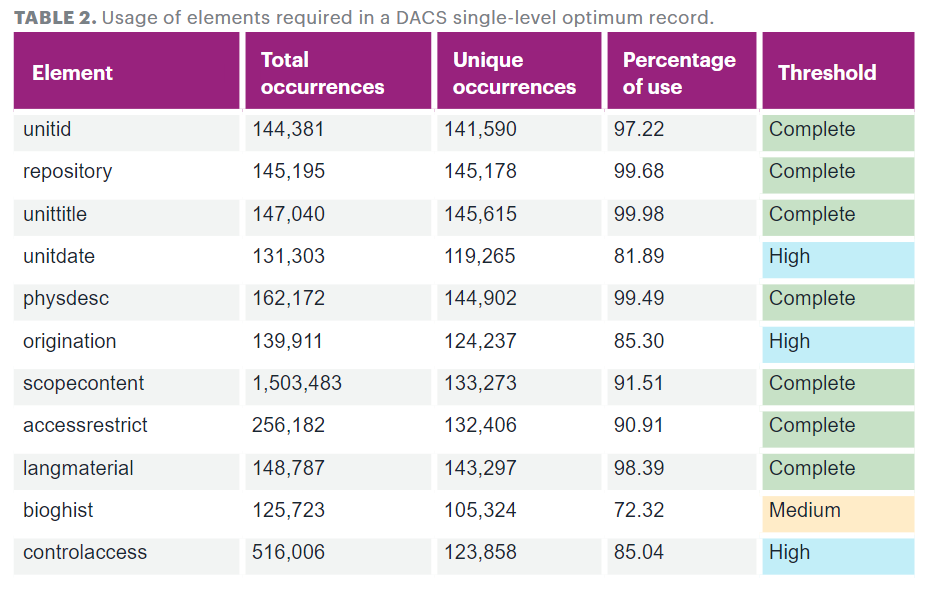 TABLE 2. Usage of elements required in a DACS single-level optimum record.
Element Total occurrences Unique occurrences Percentage of use Threshold
unitid 144,381 141,590 97.22 Complete
repository 145,195 145,178 99.68 Complete
unittitle 147,040 145,615 99.98 Complete
unitdate 131,303 119,265 81.89 High
physdesc 162,172 144,902 99.49 Complete
origination 139,911 124,237 85.30 High
scopecontent 1,503,483 133,273 91.51 Complete
accessrestrict 256,182 132,406 90.91 Complete
langmaterial 148,787 143,297 98.39 Complete
bioghist 125,723 105,324 72.32 Medium
controlaccess 516,006 123,858 85.04 High